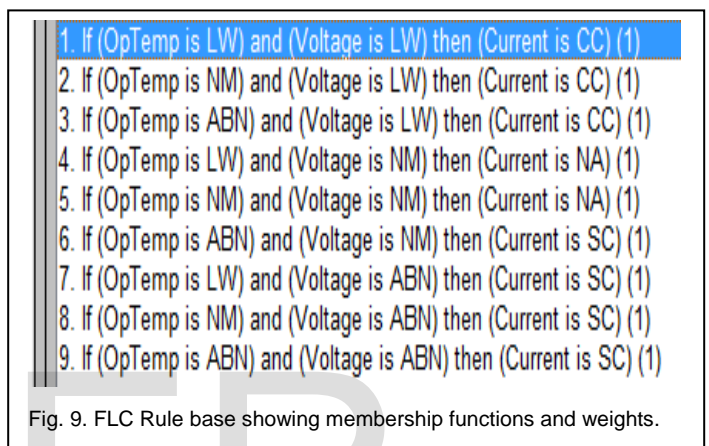 1. If (OpTemp is LW) and (Voltage is LW) then (Current is CC) (1)
2. If (OpTemp is NM) and (Voltage is LW) then (Current is CC) (1)
3. If (OpTemp is ABN) and (Voltage is LW) then (Current is CC) (1)
4. If (OpTemp is LW) and (Voltage is NM) then (Current is NA) (1)
5. If (OpTemp is NM) and (Voltage is NM) then (Current is NA) (1)
6. If (OpTemp is ABN) and (Voltage is NM) then (Current is SC) (1)
7. If (OpTemp is LW) and (Voltage is ABN) then (Current is SC) (1)
8. If (OpTemp is NM) and (Voltage is ABN) then (Current is SC) (1)
9. If (OpTemp is ABN) and (Voltage is ABN) then (Current is SC) (1)
Fig. 9. FLC Rule base showing membership functions and weights.